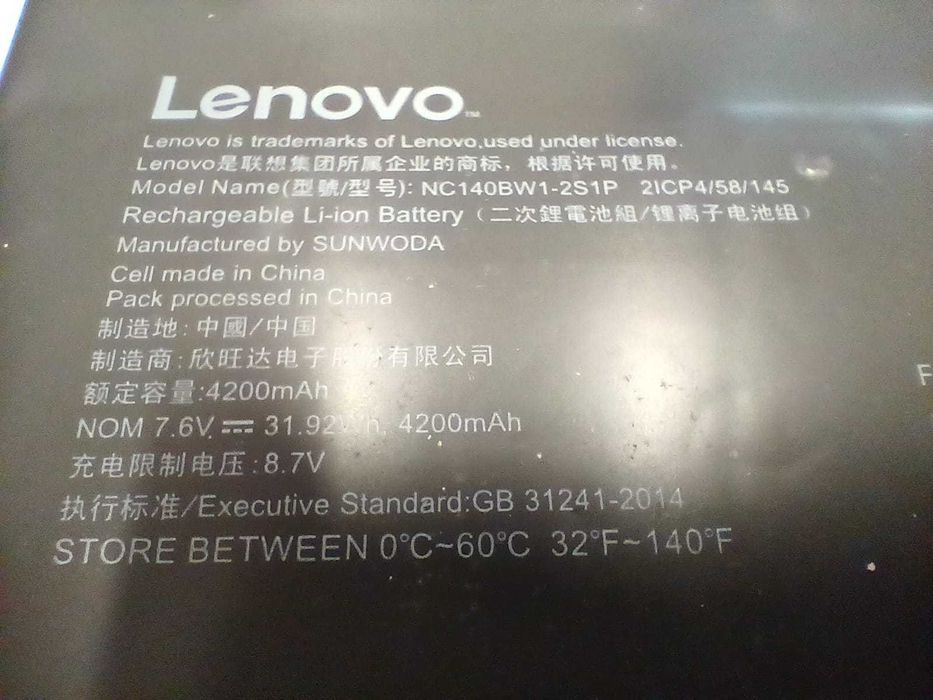 Lenovo™
Lenovo is trademarks of Lenovo,used under license.
Lenovo是联想集团所属企业的商标，根据许可使用。
Model Name(型號/型号): NC140BW1-2S1P 2ICP4/58/145
Rechargeable Li-ion Battery（二次鋰電池組/锂离子电池组）
Manufactured by SUNWODA
Cell made in China
Pack processed in China
制造地:中國/中国
制造商:欣旺达电子股份有限公司
额定容量:4200mAh
NOM 7.6V ⎓ 31.92Wh, 4200mAh
充电限制电压:8.7V
执行标准/Executive Standard:GB 31241-2014
STORE BETWEEN 0°C~60°C 32°F~140°F
F